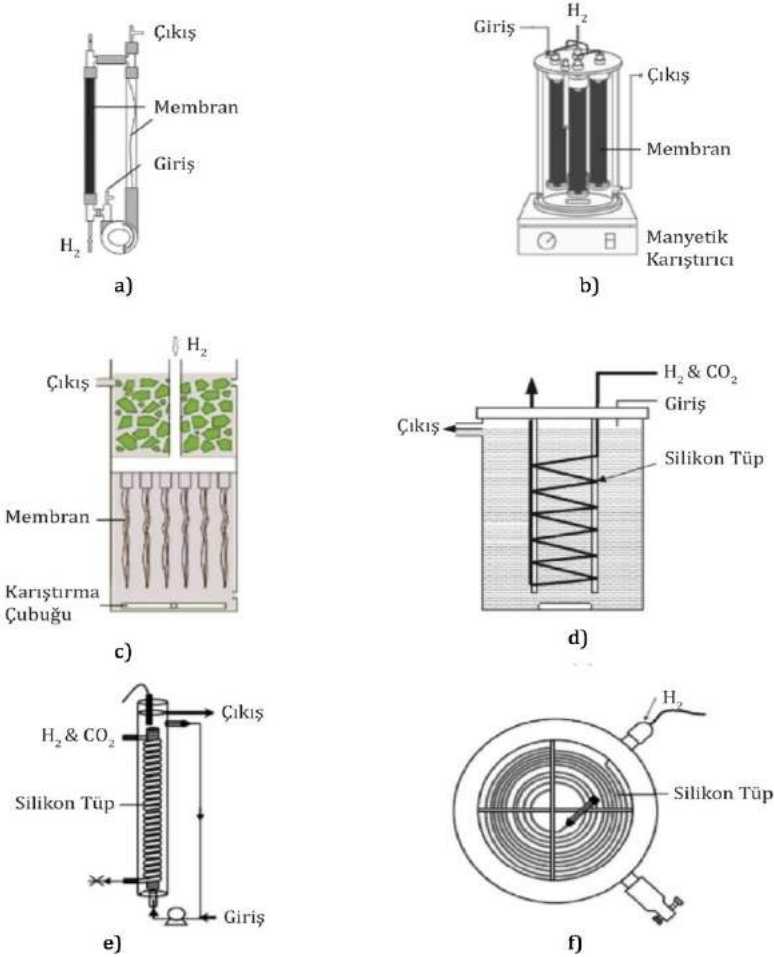 Çıkış
Membran
Giriş
H₂
a)
H₂
Giriş
Çıkış
Membran
Manyetik
Karıştırıcı
b)
H₂
Çıkış
Membran
Karıştırma
Çubuğu
c)
H₂ & CO₂
Giriş
Çıkış
Silikon Tüp
d)
Çıkış
H₂ & CO₂
Silikon Tüp
Giriş
e)
H₂
Silikon Tüp
f)